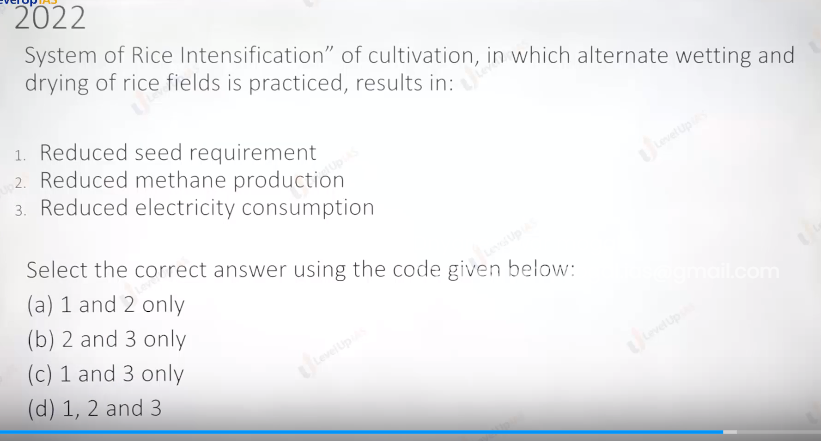 2022
System of Rice Intensification” of cultivation, in which alternate wetting and
drying of rice fields is practiced, results in:
1. Reduced seed requirement
2. Reduced methane production
3. Reduced electricity consumption
Select the correct answer using the code given below:
gmail.com
(a) 1 and 2 only
(b) 2 and 3 only
(c) 1 and 3 only
(d) 1, 2 and 3